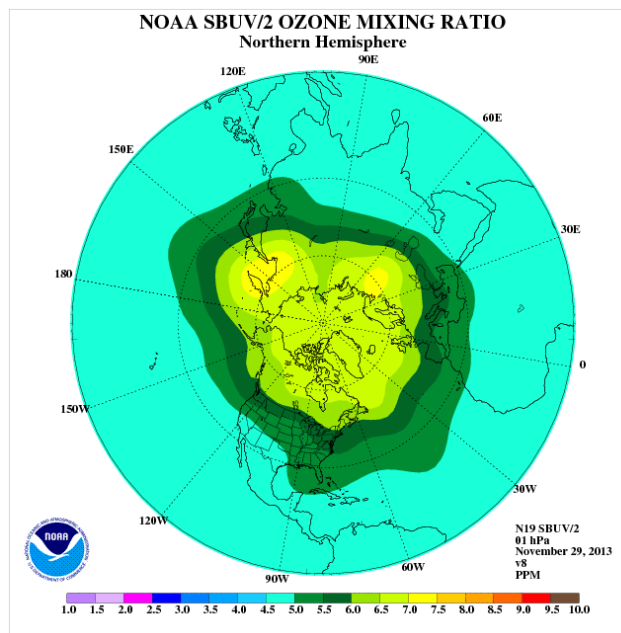 NOAA SBUV/2 OZONE MIXING RATIO
Northern Hemisphere
90E
120E
60E
150E
30E
180
0
150W
30W
120W
60W
90W
NOAA
N19 SBUV/2
01 hPa
November 29, 2013
v8
PPM
1.0 1.5 2.0 2.5 3.0 3.5 4.0 4.5 5.0 5.5 6.0 6.5 7.0 7.5 8.0 8.5 9.0 9.5 10.0